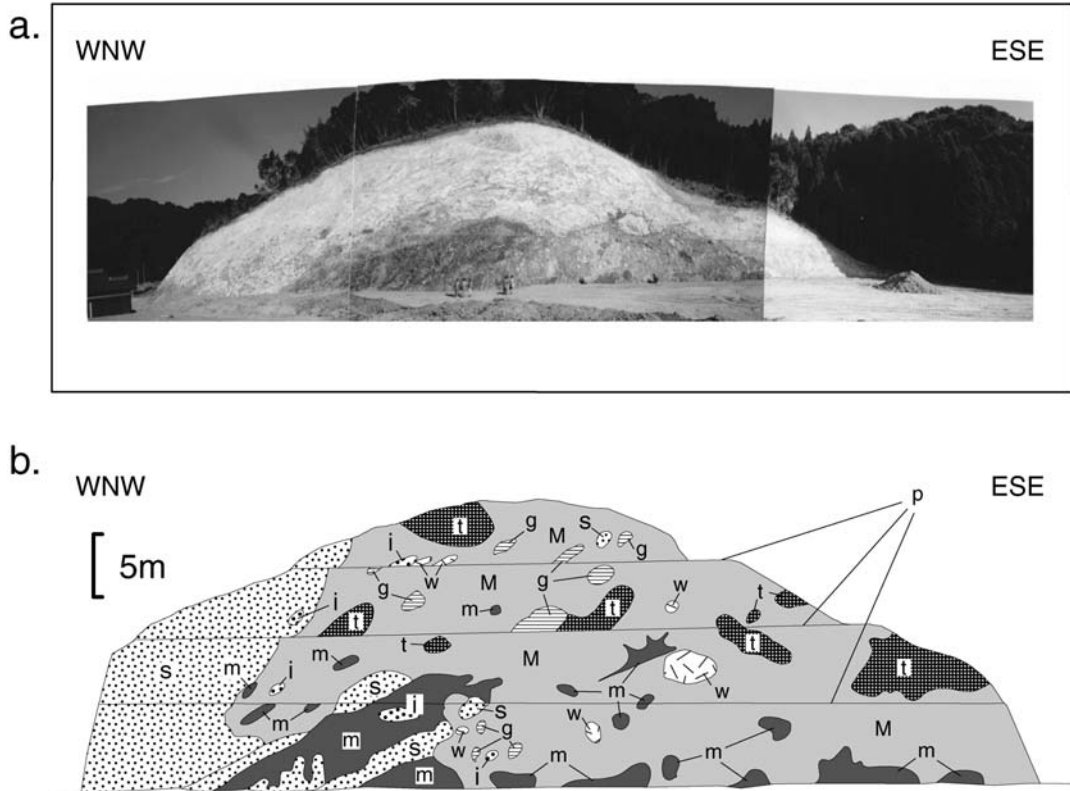 a.
WNW ESE
b.
WNW p ESE
5m
t g M s g
i w
g M g w t
i t m t
t M t t
s m i m m w
m s i s g w
m w M
s g m m
m i m